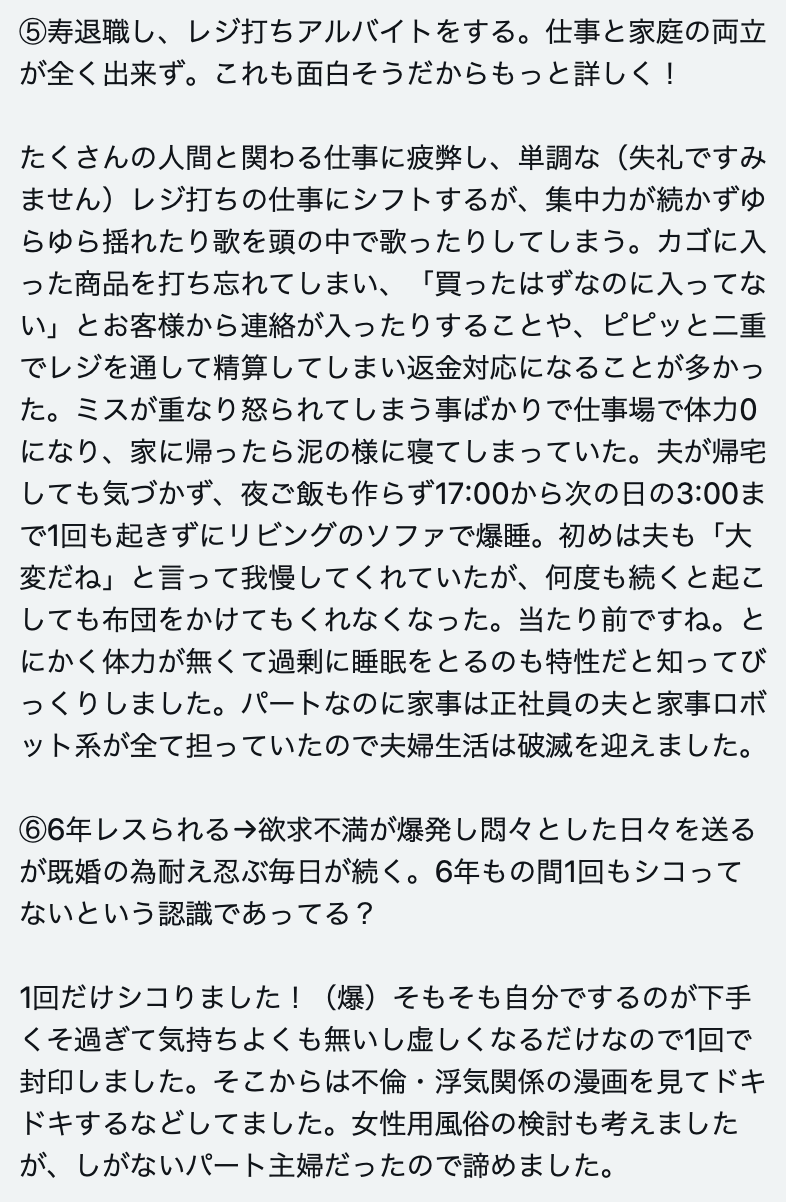 ⑤寿退職し、レジ打ちアルバイトをする。仕事と家庭の両立
が全く出来ず。これも面白そうだからもっと詳しく！
たくさんの人間と関わる仕事に疲弊し、単調な（失礼ですみ
ません）レジ打ちの仕事にシフトするが、集中力が続かずゆ
らゆら揺れたり歌を頭の中で歌ったりしてしまう。カゴに入
った商品を打ち忘れてしまい、「買ったはずなのに入ってな
い」とお客様から連絡が入ったりすることや、ピピッと二重
でレジを通して精算してしまい返金対応になることが多かっ
た。ミスが重なり怒られてしまう事ばかりで仕事場で体力0
になり、家に帰ったら泥の様に寝てしまっていた。夫が帰宅
しても気づかず、夜ご飯も作らず17:00から次の日の3:00ま
で1回も起きずにリビングのソファで爆睡。初めは夫も「大
変だね」と言って我慢してくれていたが、何度も続くと起こ
しても布団をかけてもくれなくなった。当たり前ですね。と
にかく体力が無くて過剰に睡眠をとるのも特性だと知ってび
っくりしました。パートなのに家事は正社員の夫と家事ロボ
ット系が全て担っていたので夫婦生活は破滅を迎えました。
⑥6年レスられる→欲求不満が爆発し悶々とした日々を送る
が既婚の為耐え忍ぶ毎日が続く。6年もの間1回もシコって
ないという認識であってる？
1回だけシコりました！（爆）そもそも自分でするのが下手
くそ過ぎて気持ちよくも無いし虚しくなるだけなので1回で
封印しました。そこからは不倫・浮気関係の漫画を見てドキ
ドキするなどしてました。女性用風俗の検討も考えました
が、しがないパート主婦だったので諦めました。